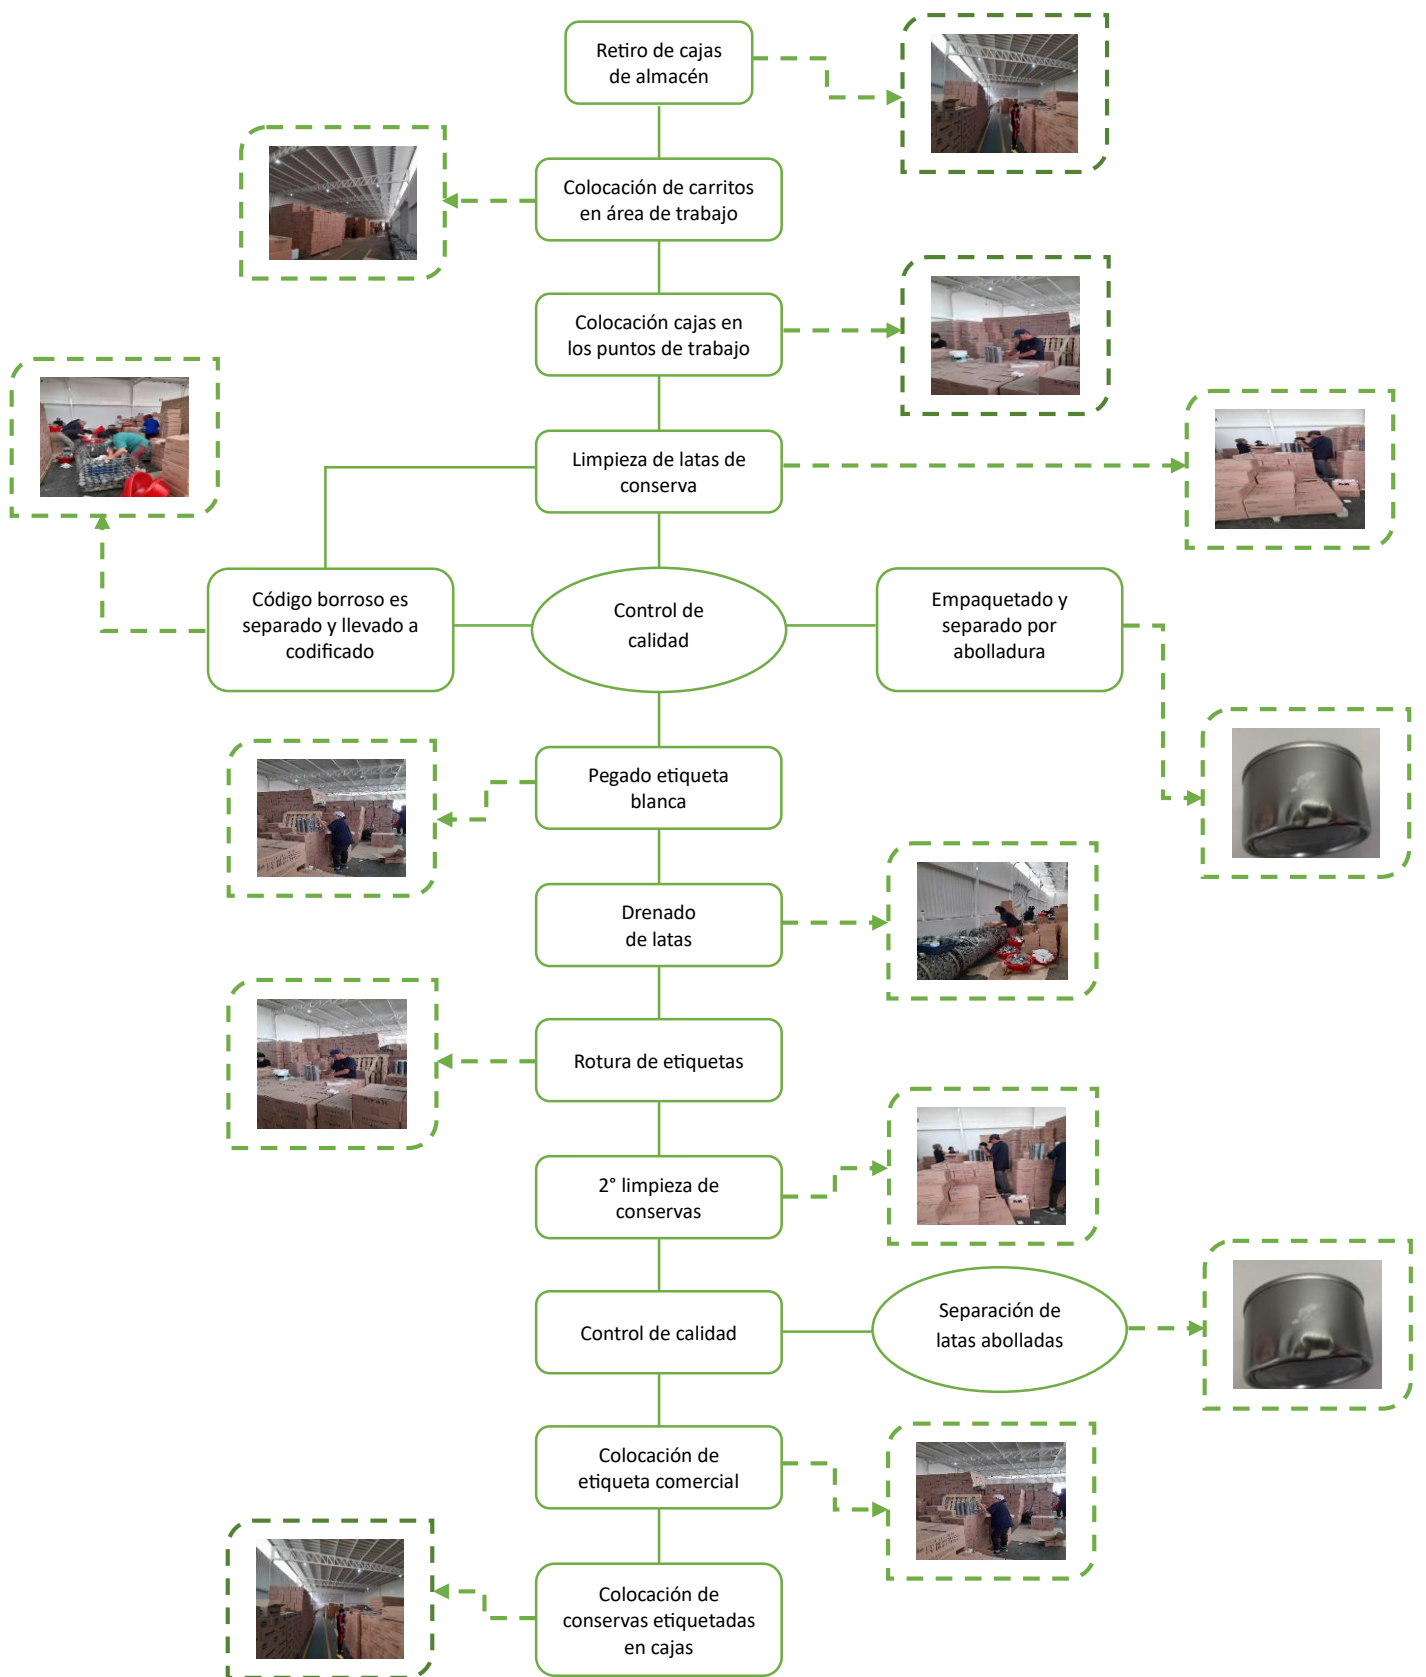 Retiro de cajas
de almacén
Colocación de carritos
en área de trabajo
Colocación cajas en
los puntos de trabajo
Limpieza de latas de
conserva
Código borroso es
separado y llevado a
codificado
Control de
calidad
Empaquetado y
separado por
abolladura
Pegado etiqueta
blanca
Drenado
de latas
Rotura de etiquetas
2° limpieza de
conservas
Control de calidad
Separación de
latas abolladas
Colocación de
etiqueta comercial
Colocación de
conservas etiquetadas
en cajas